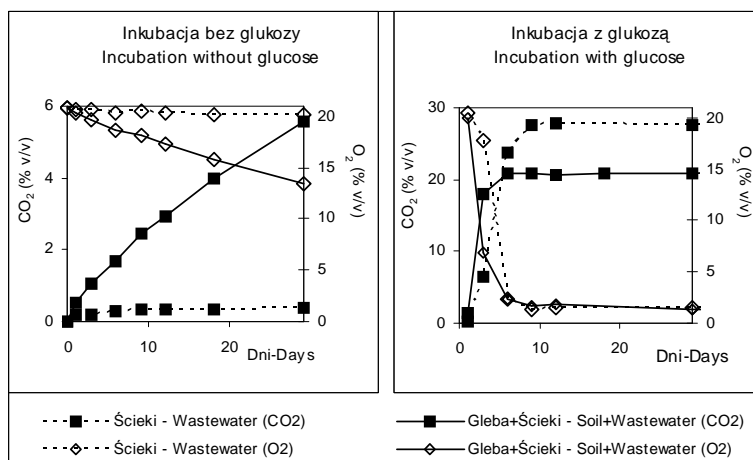 Inkubacja bez glukozy
Incubation without glucose
6
4
2
0
CO2 (% v/v)
20
15
10
5
0
O2 (% v/v)
0
10
20
Dni-Days
Inkubacja z glukozą
Incubation with glucose
30
20
10
0
CO2 (% v/v)
20
15
10
5
0
O2 (% v/v)
0
10
20
Dni-Days
Ścieki - Wastewater (CO2)
Gleba+Ścieki - Soil+Wastewater (CO2)
Ścieki - Wastewater (O2)
Gleba+Ścieki - Soil+Wastewater (O2)